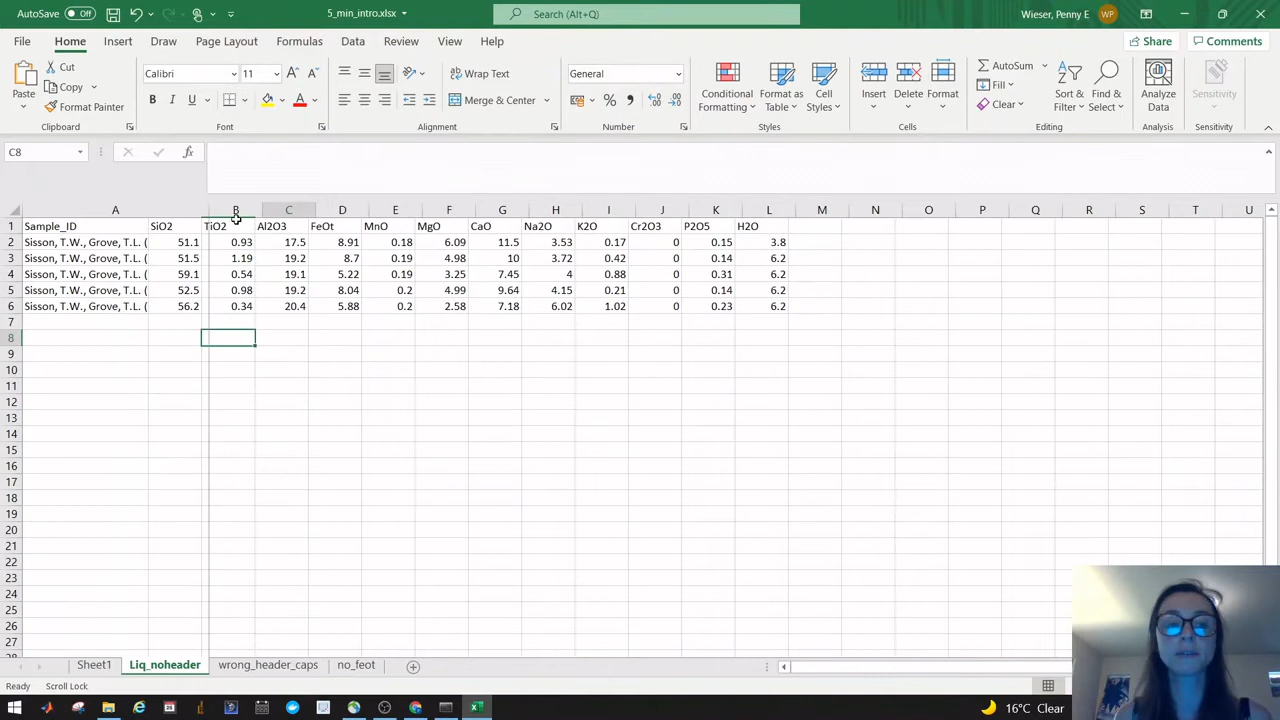 AutoSave Off
5_min_intro.xlsx
Search (Alt+Q)
Wieser, Penny E WP
File Home Insert Draw Page Layout Formulas Data Review View Help Share Comments
Paste Cut Copy Format Painter
Calibri 11
B I U
Wrap Text
Merge & Center
General
Conditional Formatting Format as Table Cell Styles
Insert Delete Format
AutoSum Fill Clear
Sort & Filter Find & Select
Analyze Data
Sensitivity
Clipboard Font Alignment Number Styles Cells Editing Analysis Sensitivity
C8 fx
A B C D E F G H I J K L M N O P Q R S T U
1 Sample_ID SiO2 TiO2 Al2O3 FeOt MnO MgO CaO Na2O K2O Cr2O3 P2O5 H2O
2 Sisson, T.W., Grove, T.L. ( 51.1 0.93 17.5 8.91 0.18 6.09 11.5 3.53 0.17 0 0.15 3.8
3 Sisson, T.W., Grove, T.L. ( 51.5 1.19 19.2 8.7 0.19 4.98 10 3.72 0.42 0 0.14 6.2
4 Sisson, T.W., Grove, T.L. ( 59.1 0.54 19.1 5.22 0.19 3.25 7.45 4 0.88 0 0.31 6.2
5 Sisson, T.W., Grove, T.L. ( 52.5 0.98 19.2 8.04 0.2 4.99 9.64 4.15 0.21 0 0.14 6.2
6 Sisson, T.W., Grove, T.L. ( 56.2 0.34 20.4 5.88 0.2 2.58 7.18 6.02 1.02 0 0.23 6.2
7
8
9
10
11
12
13
14
15
16
17
18
19
20
21
22
23
24
25
26
27
Sheet1 Liq_noheader wrong_header_caps no_feot
Ready Scroll Lock
16°C Clear